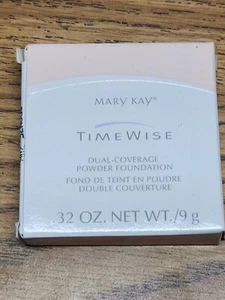 MARY KAY®
TIMEWISE
DUAL-COVERAGE
POWDER FOUNDATION
FOND DE TEINT EN POUDRE
DOUBLE COUVERTURE
.32 OZ. NET WT./9 g